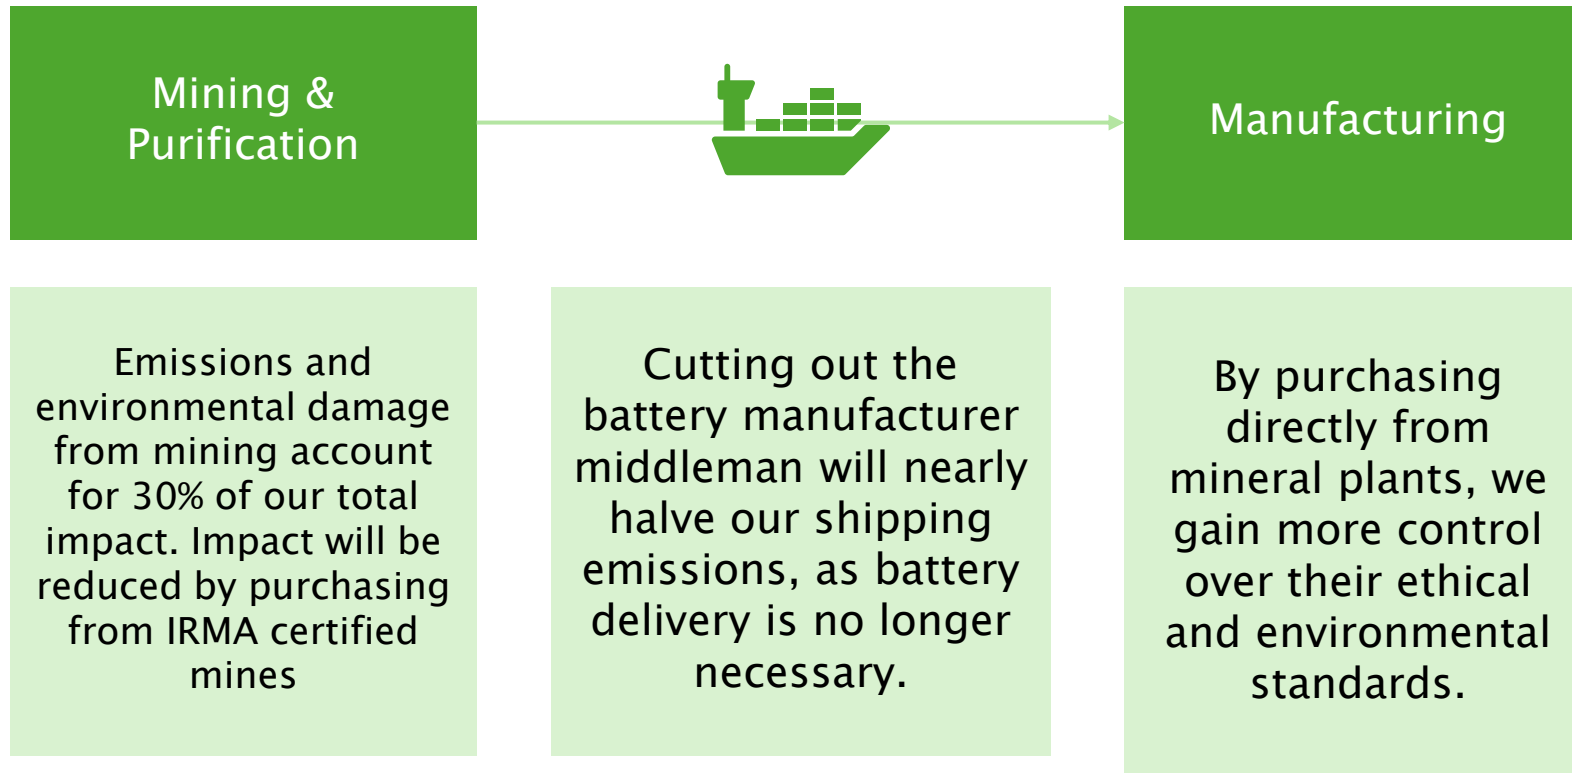 Mining &
Purification
Manufacturing
Emissions and
environmental damage
from mining account
for 30% of our total
impact. Impact will be
reduced by purchasing
from IRMA certified
mines
Cutting out the
battery manufacturer
middleman will nearly
halve our shipping
emissions, as battery
delivery is no longer
necessary.
By purchasing
directly from
mineral plants, we
gain more control
over their ethical
and environmental
standards.